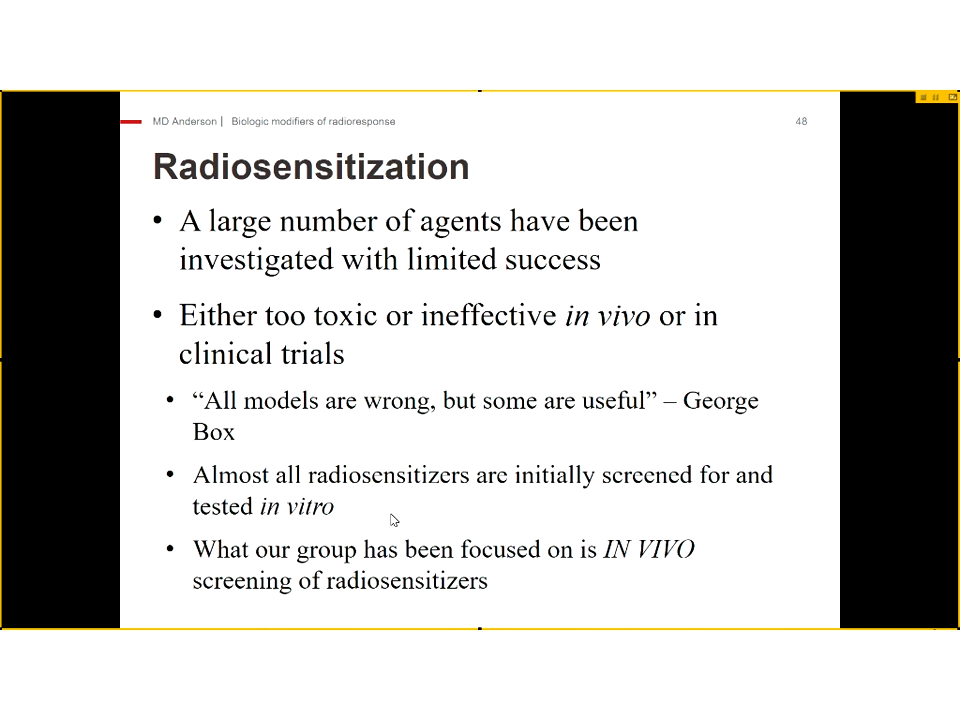 MD Anderson | Biologic modifiers of radioresponse 48
Radiosensitization
• A large number of agents have been
investigated with limited success
• Either too toxic or ineffective in vivo or in
clinical trials
• “All models are wrong, but some are useful” – George
Box
• Almost all radiosensitizers are initially screened for and
tested in vitro
• What our group has been focused on is IN VIVO
screening of radiosensitizers